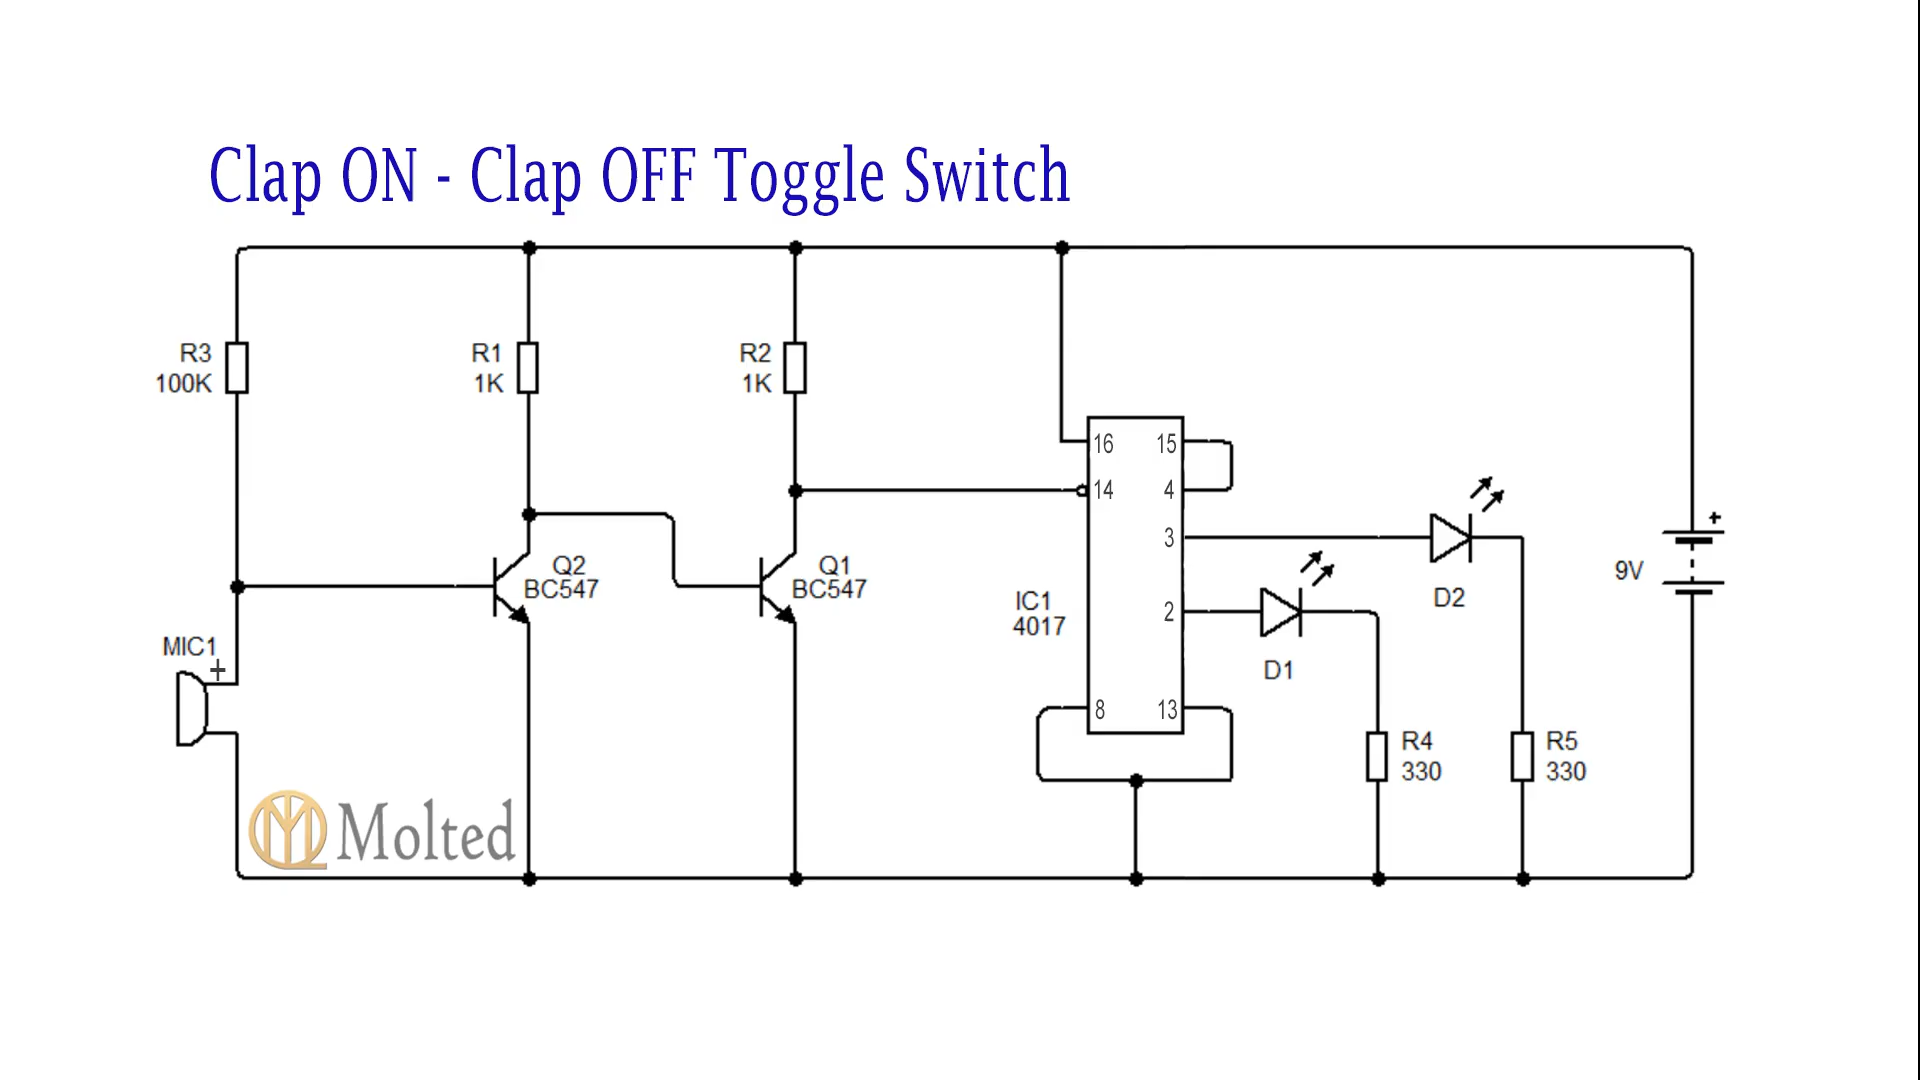 Clap ON - Clap OFF Toggle Switch
R3
100K
R1
1K
R2
1K
16
15
14
4
3
2
8
13
Q2
BC547
Q1
BC547
IC1
4017
+
9V
D2
D1
MIC1
+
R4
330
R5
330
Molted